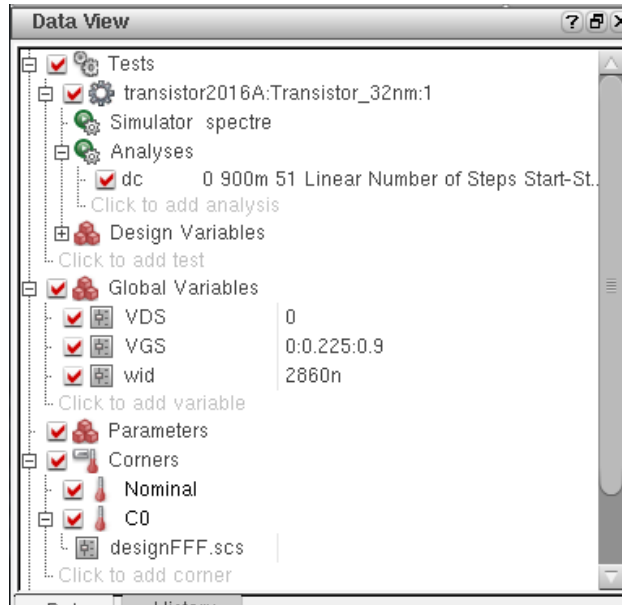 Data View
Tests
transistor2016A:Transistor_32nm:1
Simulator spectre
Analyses
dc 0 900m 51 Linear Number of Steps Start-St..
Click to add analysis
Design Variables
Click to add test
Global Variables
VDS 0
VGS 0:0.225:0.9
wid 2860n
Click to add variable
Parameters
Corners
Nominal
C0
designFFF.scs
Click to add corner